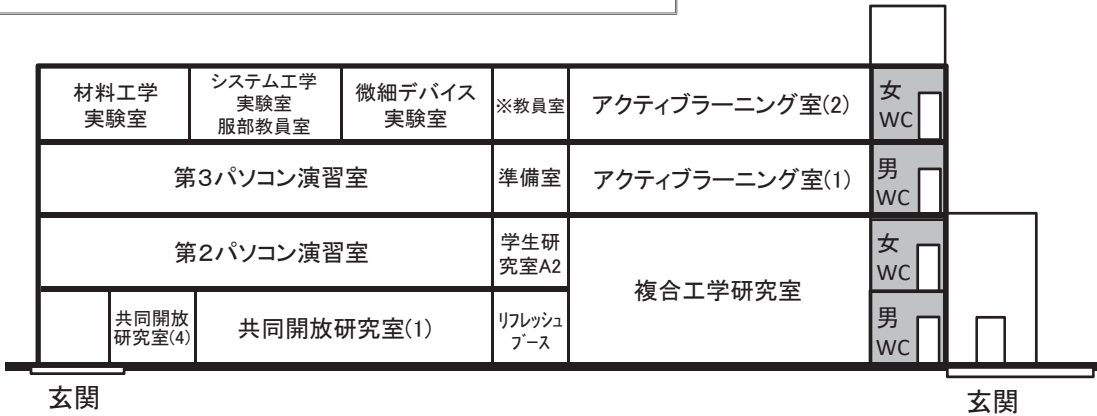 材料工学
実験室
システム工学
実験室
服部教員室
微細デバイス
実験室
※教員室
アクティブラーニング室(2)
女
WC
第3パソコン演習室
準備室
アクティブラーニング室(1)
男
WC
第2パソコン演習室
学生研
究室A2
複合工学研究室
女
WC
共同開放
研究室(4)
共同開放研究室(1)
リフレッシュ
ブース
男
WC
玄関
玄関